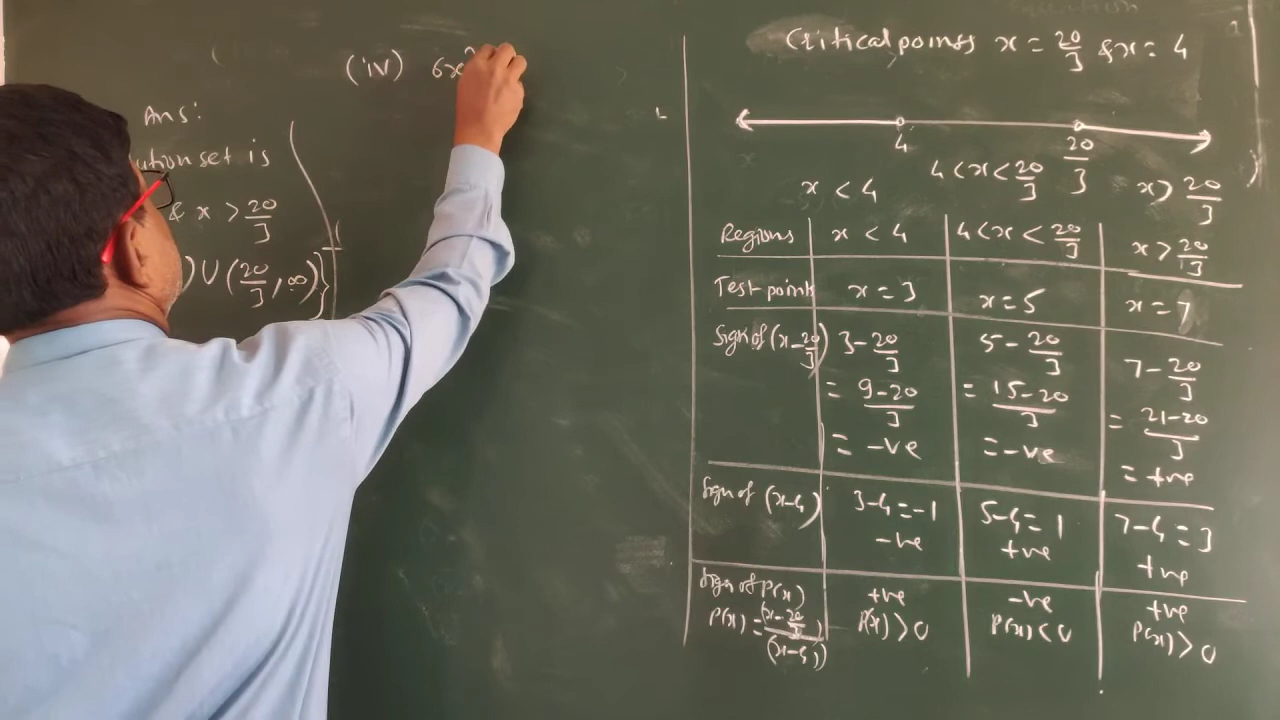 (iv) 6x²
Ans:
ution set is
& x > 20/3
) ∪ (20/3, ∞)}
Critical points x = 20/3 & x = 4
4 20/3
x < 4 4 < x < 20/3 x > 20/3
Regions x < 4 4 < x < 20/3 x > 20/3
Test points x = 3 x = 5 x = 7
Sign of (x - 20/3) 3 - 20/3 5 - 20/3 7 - 20/3
= 9-20/3 = 15-20/3 = 21-20/3
= -ve = -ve = +ve
Sign of (x-4) 3-4 = -1 5-4 = 1 7-4 = 3
-ve +ve +ve
Sign of P(x) +ve -ve +ve
P(x) = (x - 20/3)/(x-4) P(x) > 0 P(x) < 0 P(x) > 0